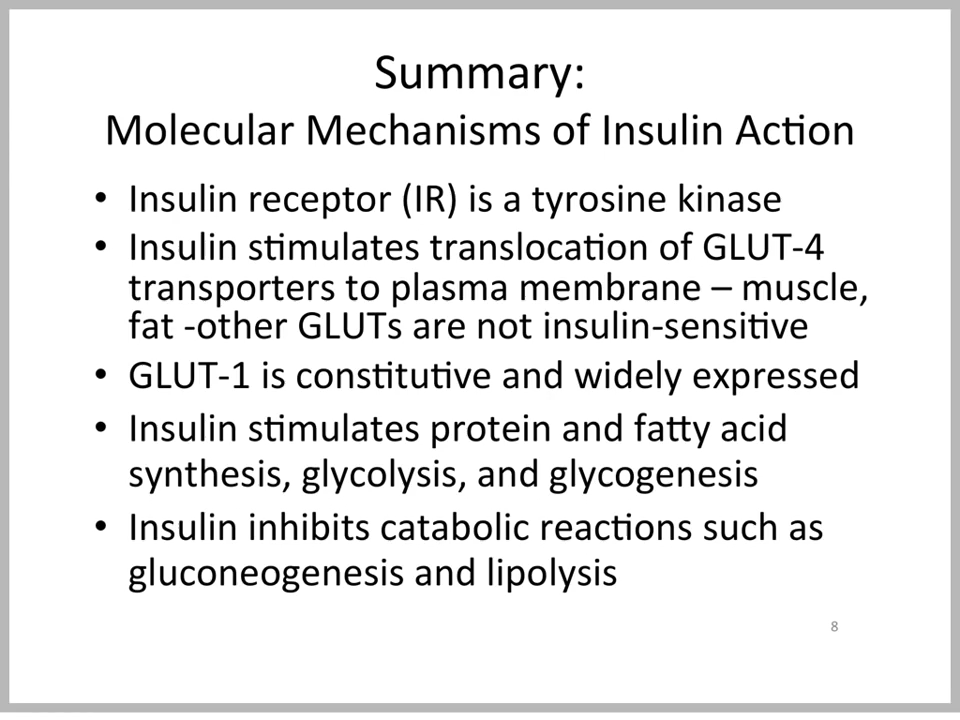 Summary:
Molecular Mechanisms of Insulin Action
• Insulin receptor (IR) is a tyrosine kinase
• Insulin stimulates translocation of GLUT-4
transporters to plasma membrane – muscle,
fat -other GLUTs are not insulin-sensitive
• GLUT-1 is constitutive and widely expressed
• Insulin stimulates protein and fatty acid
synthesis, glycolysis, and glycogenesis
• Insulin inhibits catabolic reactions such as
gluconeogenesis and lipolysis
8